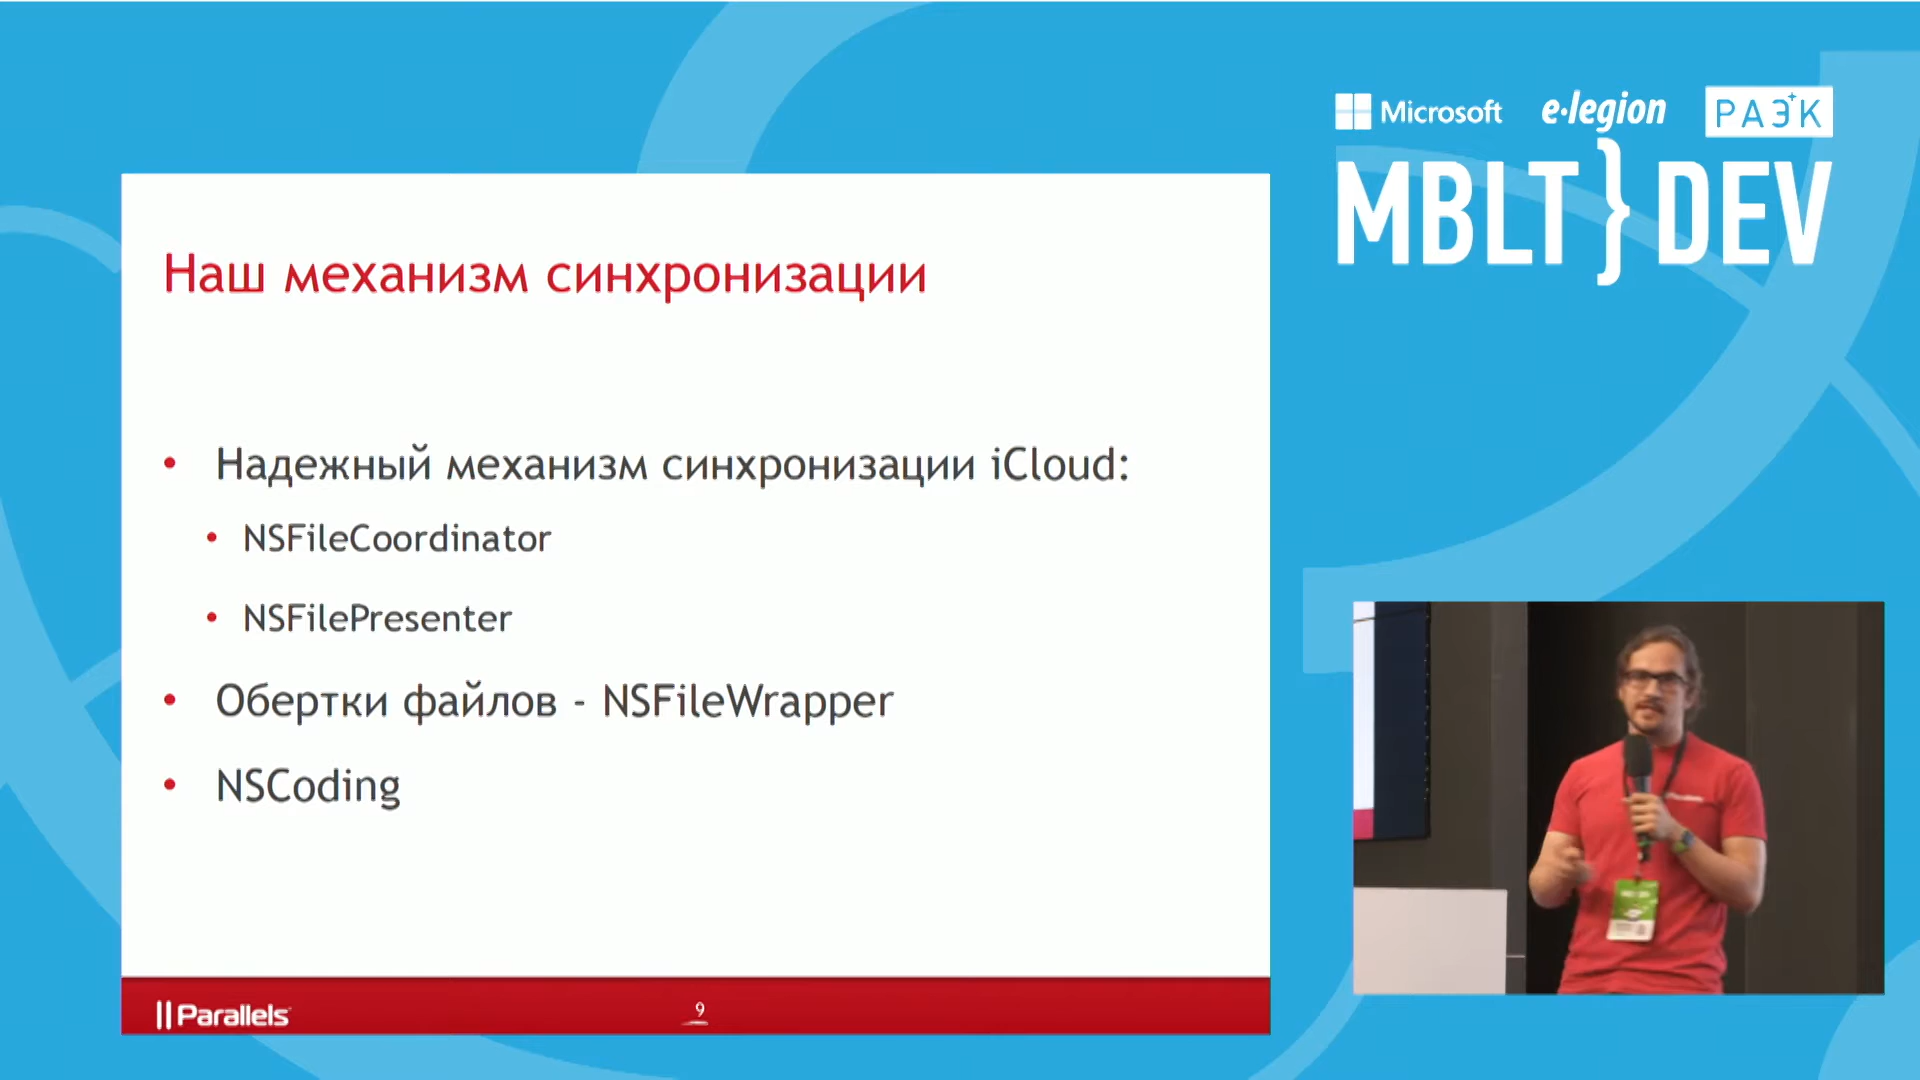 Microsoft e·legion РАЭК
MBLT}DEV
Наш механизм синхронизации
• Надежный механизм синхронизации iCloud:
• NSFileCoordinator
• NSFilePresenter
• Обертки файлов - NSFileWrapper
• NSCoding
Parallels
9